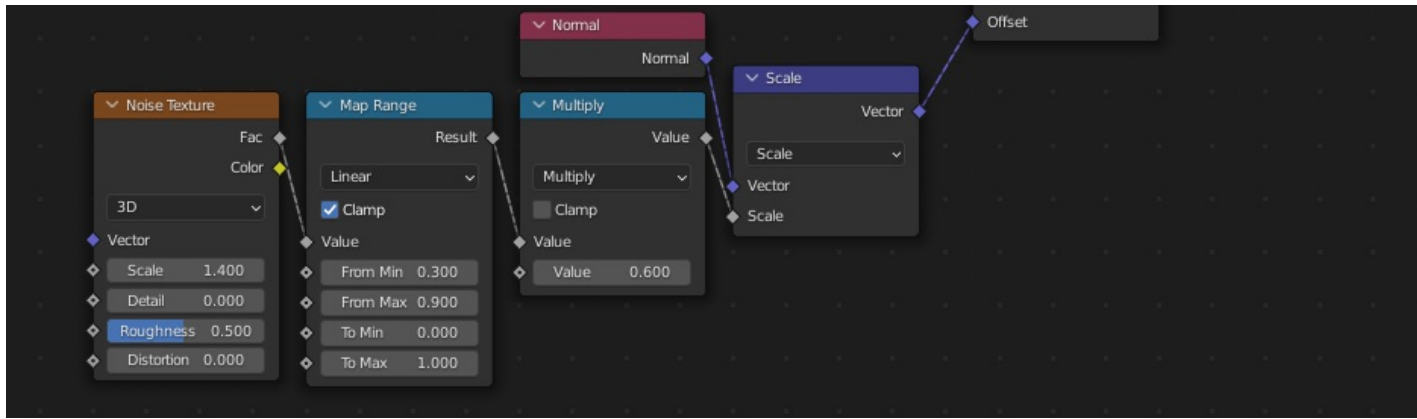 Offset
Normal
Normal
Scale
Vector
Scale
Vector
Scale
Noise Texture
Fac
Color
3D
Vector
Scale 1.400
Detail 0.000
Roughness 0.500
Distortion 0.000
Map Range
Result
Linear
Clamp
Value
From Min 0.300
From Max 0.900
To Min 0.000
To Max 1.000
Multiply
Value
Multiply
Clamp
Value
Value 0.600